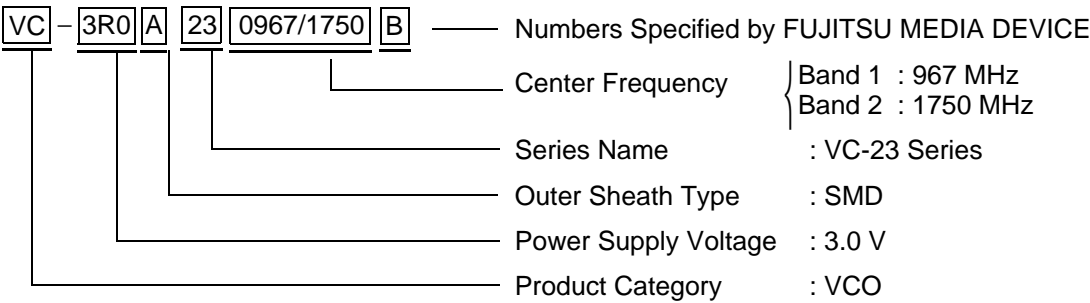 VC – 3R0 A 23 0967/1750 B Numbers Specified by FUJITSU MEDIA DEVICE
Center Frequency Band 1 : 967 MHz
Band 2 : 1750 MHz
Series Name : VC-23 Series
Outer Sheath Type : SMD
Power Supply Voltage : 3.0 V
Product Category : VCO